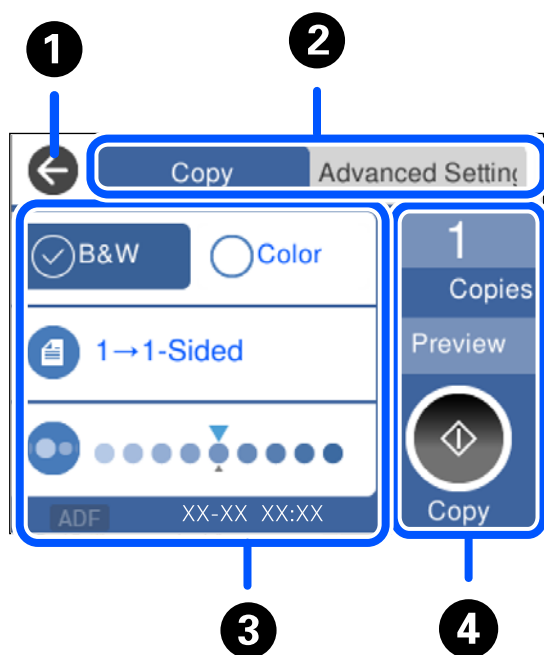 1
2
Copy
Advanced Setting
B&W
Color
1
Copies
1→1-Sided
Preview
ADF
XX-XX XX:XX
Copy
3
4